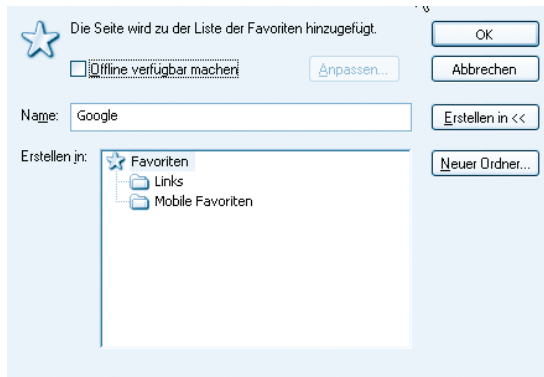 Die Seite wird zu der Liste der Favoriten hinzugefügt.
OK
Offline verfügbar machen
Anpassen...
Abbrechen
Name:
Google
Erstellen in <<
Erstellen in:
Favoriten
Links
Mobile Favoriten
Neuer Ordner...